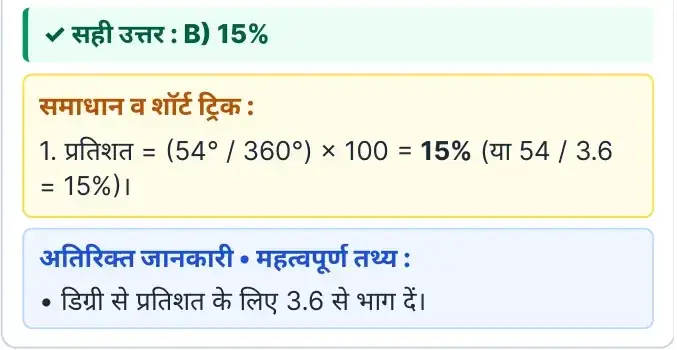 ✓ सही उत्तर : B) 15%
समाधान व शॉर्ट ट्रिक :
1. प्रतिशत = (54° / 360°) × 100 = 15% (या 54 / 3.6
= 15%)।
अतिरिक्त जानकारी • महत्वपूर्ण तथ्य :
• डिग्री से प्रतिशत के लिए 3.6 से भाग दें।